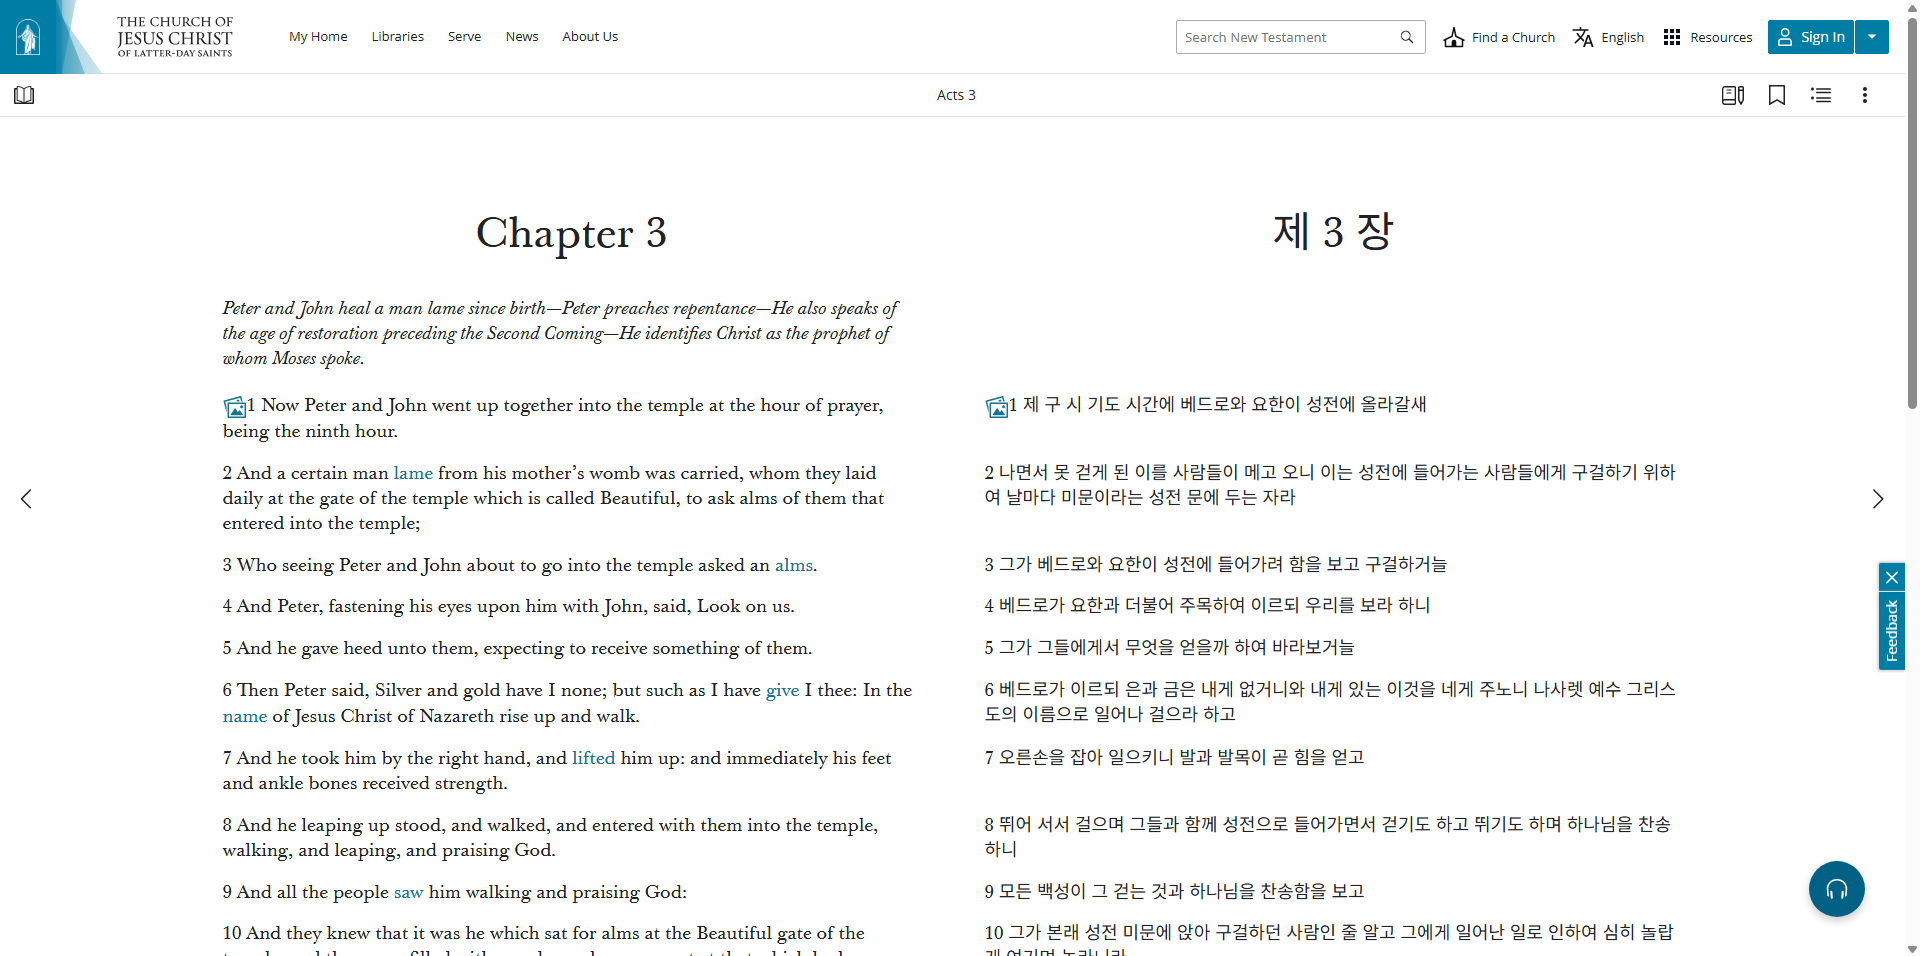 THE CHURCH OF
JESUS CHRIST
OF LATTER-DAY SAINTS
My Home
Libraries
Serve
News
About Us
Search New Testament
Find a Church
English
Resources
Sign In
Acts 3
Chapter 3
Peter and John heal a man lame since birth—Peter preaches repentance—He also speaks of
the age of restoration preceding the Second Coming—He identifies Christ as the prophet of
whom Moses spoke.
1 Now Peter and John went up together into the temple at the hour of prayer,
being the ninth hour.
2 And a certain man lame from his mother’s womb was carried, whom they laid
daily at the gate of the temple which is called Beautiful, to ask alms of them that
entered into the temple;
3 Who seeing Peter and John about to go into the temple asked an alms.
4 And Peter, fastening his eyes upon him with John, said, Look on us.
5 And he gave heed unto them, expecting to receive something of them.
6 Then Peter said, Silver and gold have I none; but such as I have give I thee: In the
name of Jesus Christ of Nazareth rise up and walk.
7 And he took him by the right hand, and lifted him up: and immediately his feet
and ankle bones received strength.
8 And he leaping up stood, and walked, and entered with them into the temple,
walking, and leaping, and praising God.
9 And all the people saw him walking and praising God:
10 And they knew that it was he which sat for alms at the Beautiful gate of the
제 3 장
1 제 구 시 기도 시간에 베드로와 요한이 성전에 올라갈새
2 나면서 못 걷게 된 이를 사람들이 메고 오니 이는 성전에 들어가는 사람들에게 구걸하기 위하
여 날마다 미문이라는 성전 문에 두는 자라
3 그가 베드로와 요한이 성전에 들어가려 함을 보고 구걸하거늘
4 베드로가 요한과 더불어 주목하여 이르되 우리를 보라 하니
5 그가 그들에게서 무엇을 얻을까 하여 바라보거늘
6 베드로가 이르되 은과 금은 내게 없거니와 내게 있는 이것을 네게 주노니 나사렛 예수 그리스
도의 이름으로 일어나 걸으라 하고
7 오른손을 잡아 일으키니 발과 발목이 곧 힘을 얻고
8 뛰어 서서 걸으며 그들과 함께 성전으로 들어가면서 걷기도 하고 뛰기도 하며 하나님을 찬송
하니
9 모든 백성이 그 걷는 것과 하나님을 찬송함을 보고
10 그가 본래 성전 미문에 앉아 구걸하던 사람인 줄 알고 그에게 일어난 일로 인하여 심히 놀랍
Feedback